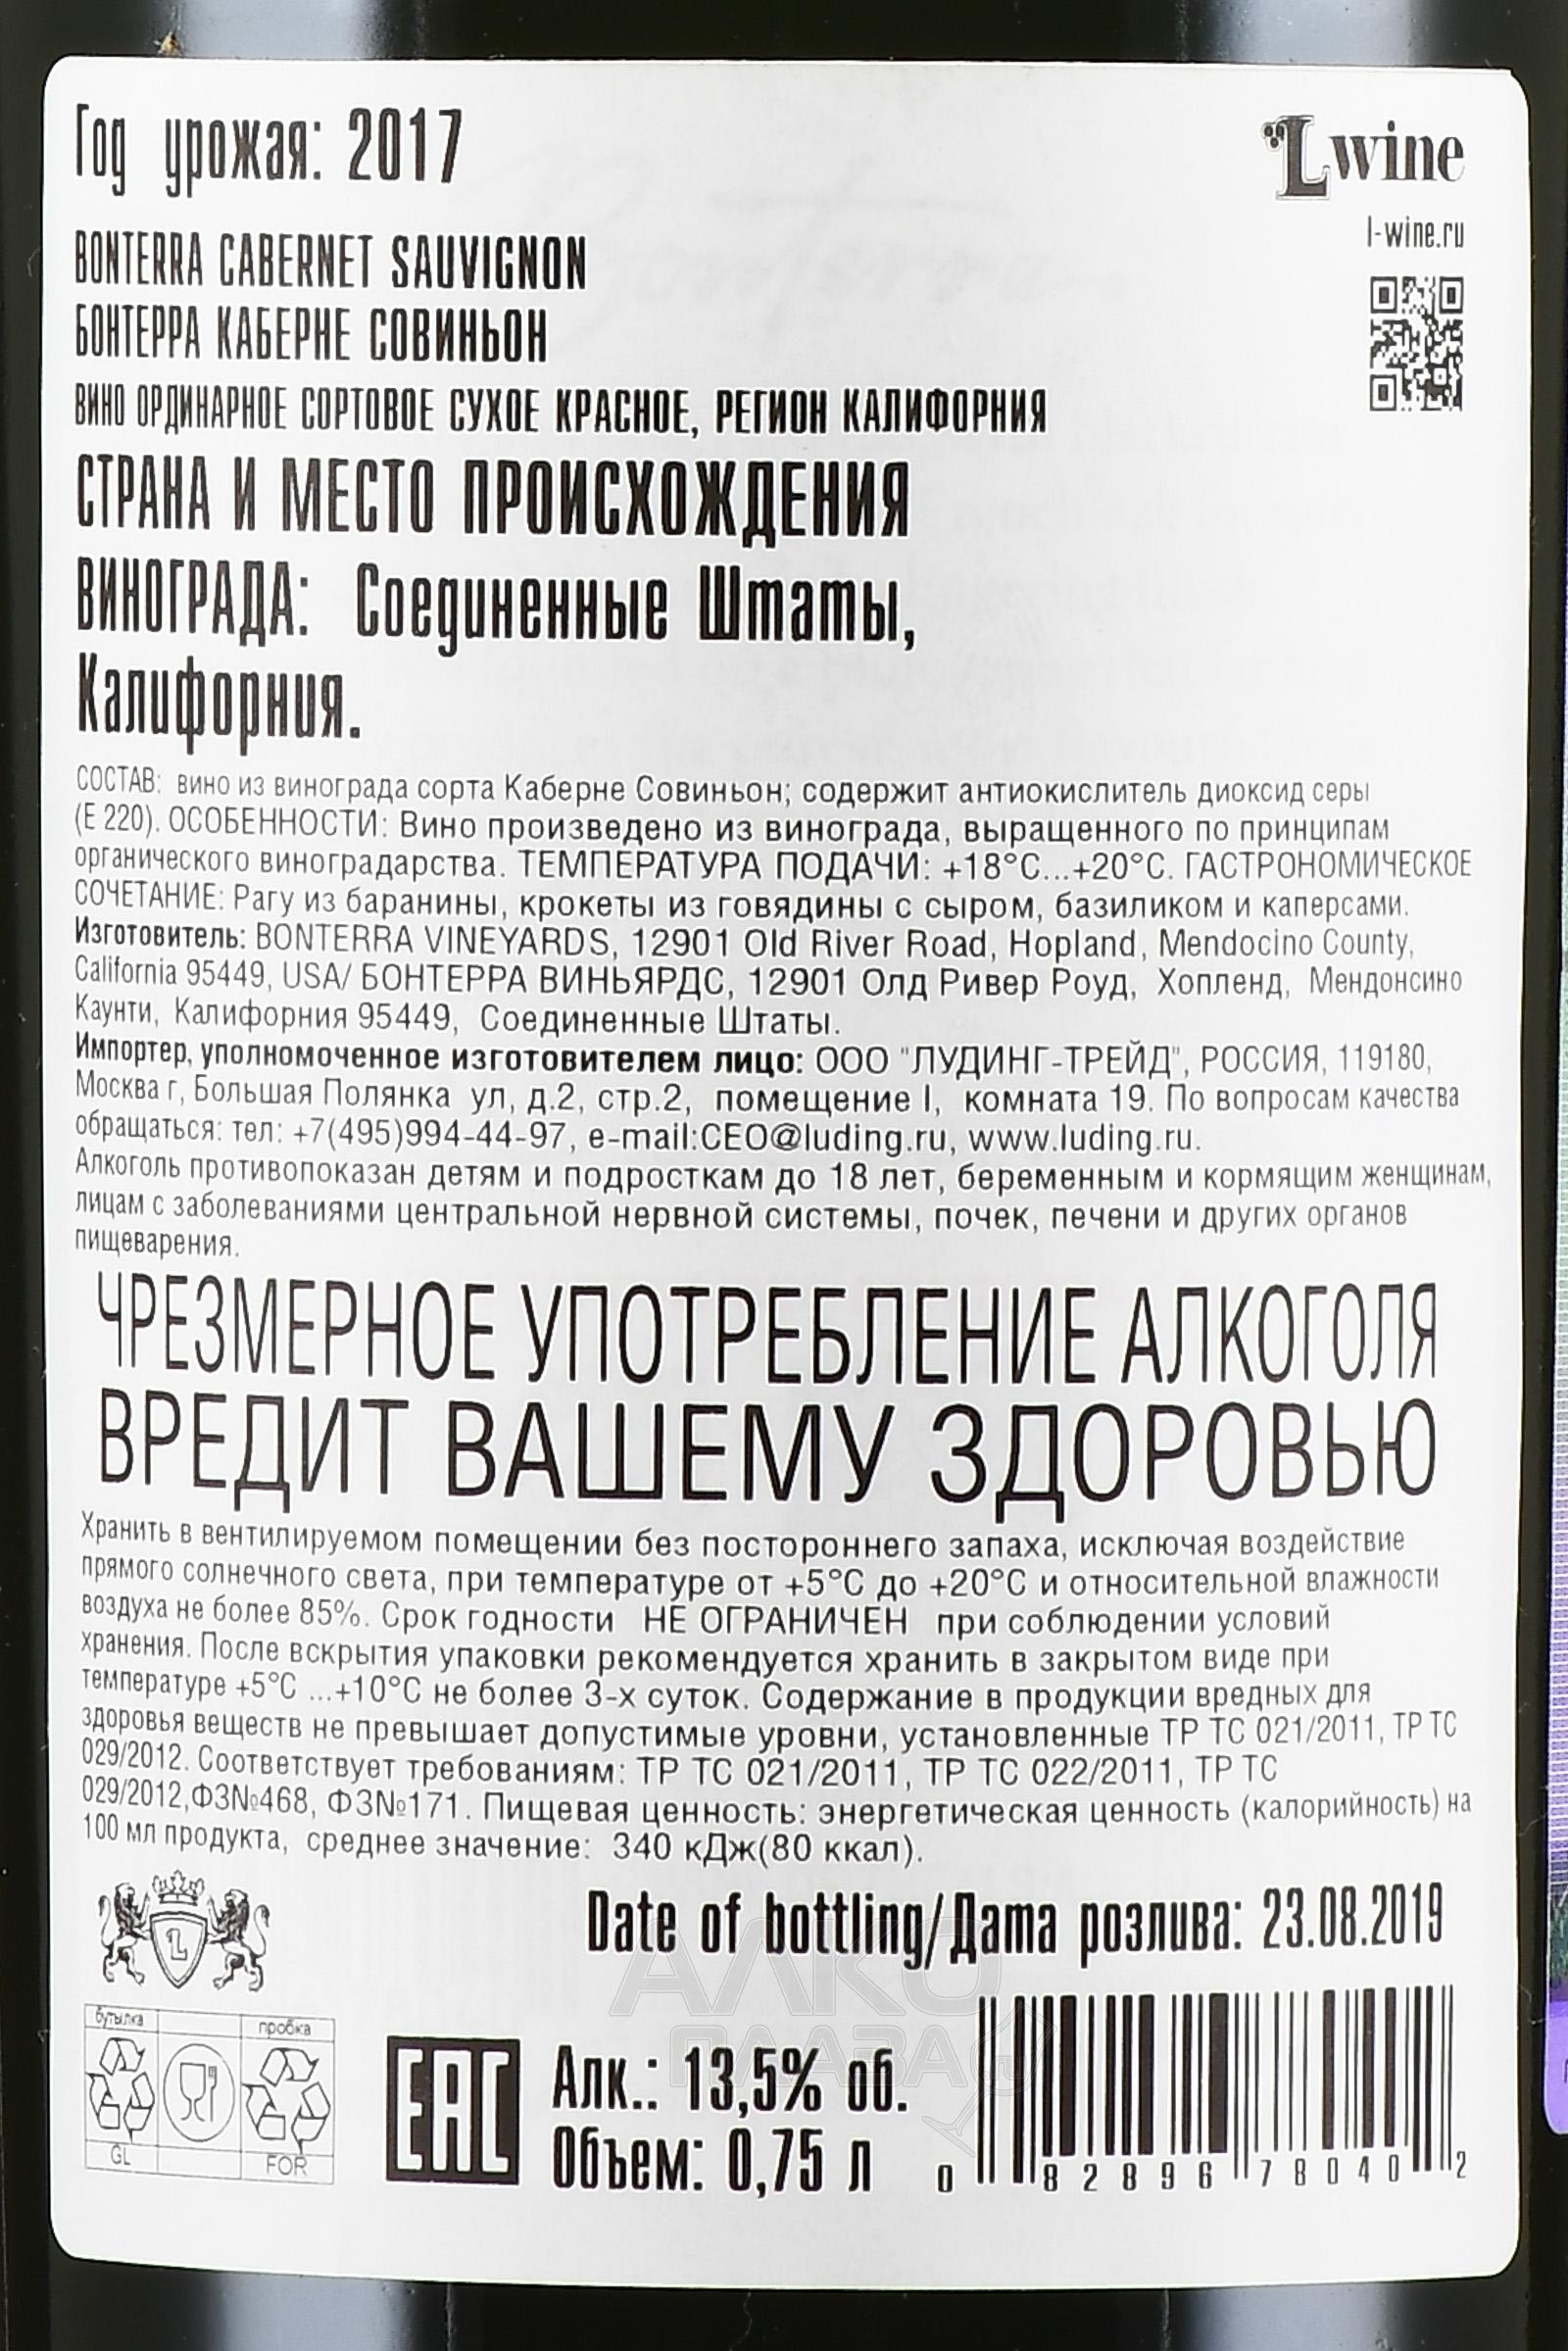 Год урожая: 2017
L wine
l-wine.ru
BONTERRA CABERNET SAUVIGNON
БОНТЕРРА КАБЕРНЕ СОВИНЬОН
ВИНО ОРДИНАРНОЕ СОРТОВОЕ СУХОЕ КРАСНОЕ, РЕГИОН КАЛИФОРНИЯ
СТРАНА И МЕСТО ПРОИСХОЖДЕНИЯ
ВИНОГРАДА: Соединенные Штаты,
Калифорния.
СОСТАВ: вино из винограда сорта Каберне Совиньон; содержит антиокислитель диоксид серы
(Е 220). ОСОБЕННОСТИ: Вино произведено из винограда, выращенного по принципам
органического виноградарства. ТЕМПЕРАТУРА ПОДАЧИ: +18°С...+20°С. ГАСТРОНОМИЧЕСКОЕ
СОЧЕТАНИЕ: Рагу из баранины, крокеты из говядины с сыром, базиликом и каперсами.
Изготовитель: BONTERRA VINEYARDS, 12901 Old River Road, Hopland, Mendocino County,
California 95449, USA/ БОНТЕРРА ВИНЬЯРДС, 12901 Олд Ривер Роуд, Хопленд, Мендонсино
Каунти, Калифорния 95449, Соединенные Штаты.
Импортер, уполномоченное изготовителем лицо: ООО "ЛУДИНГ-ТРЕЙД", РОССИЯ, 119180,
Москва г, Большая Полянка ул, д.2, стр.2, помещение I, комната 19. По вопросам качества
обращаться: тел: +7(495)994-44-97, e-mail:CEO@luding.ru, www.luding.ru.
Алкоголь противопоказан детям и подросткам до 18 лет, беременным и кормящим женщинам,
лицам с заболеваниями центральной нервной системы, почек, печени и других органов
пищеварения.
ЧРЕЗМЕРНОЕ УПОТРЕБЛЕНИЕ АЛКОГОЛЯ
ВРЕДИТ ВАШЕМУ ЗДОРОВЬЮ
Хранить в вентилируемом помещении без постороннего запаха, исключая воздействие
прямого солнечного света, при температуре от +5°С до +20°С и относительной влажности
воздуха не более 85%. Срок годности НЕ ОГРАНИЧЕН при соблюдении условий
хранения. После вскрытия упаковки рекомендуется хранить в закрытом виде при
температуре +5°С ...+10°С не более 3-х суток. Содержание в продукции вредных для
здоровья веществ не превышает допустимые уровни, установленные ТР ТС 021/2011, ТР ТС
029/2012. Соответствует требованиям: ТР ТС 021/2011, ТР ТС 022/2011, ТР ТС
029/2012,ФЗ№468, ФЗ№171. Пищевая ценность: энергетическая ценность (калорийность) на
100 мл продукта, среднее значение: 340 кДж(80 ккал).
L
Date of bottling/Дата розлива: 23.08.2019
АЛКО
ПЛАЗА
бутылка
пробка
GL
FOR
EAC
Алк.: 13,5% об.
Объем: 0,75 л
0 82896 78040 2